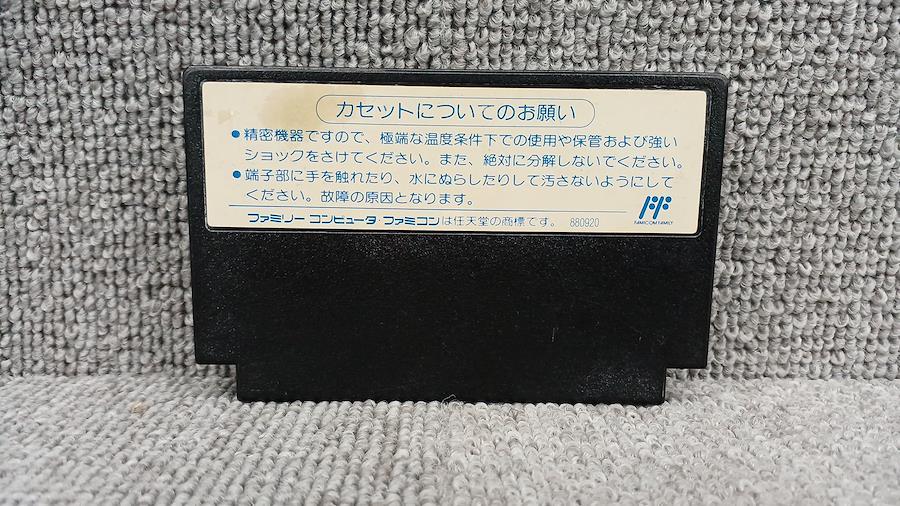 カセットについてのお願い
●精密機器ですので、極端な温度条件下での使用や保管および強い
ショックをさけてください。また、絶対に分解しないでください。
●端子部に手を触れたり、水にぬらしたりして汚さないようにして
ください。故障の原因となります。
FAMICOM FAMILY
ファミリー コンピュータ・ファミコンは任天堂の商標です。 880920